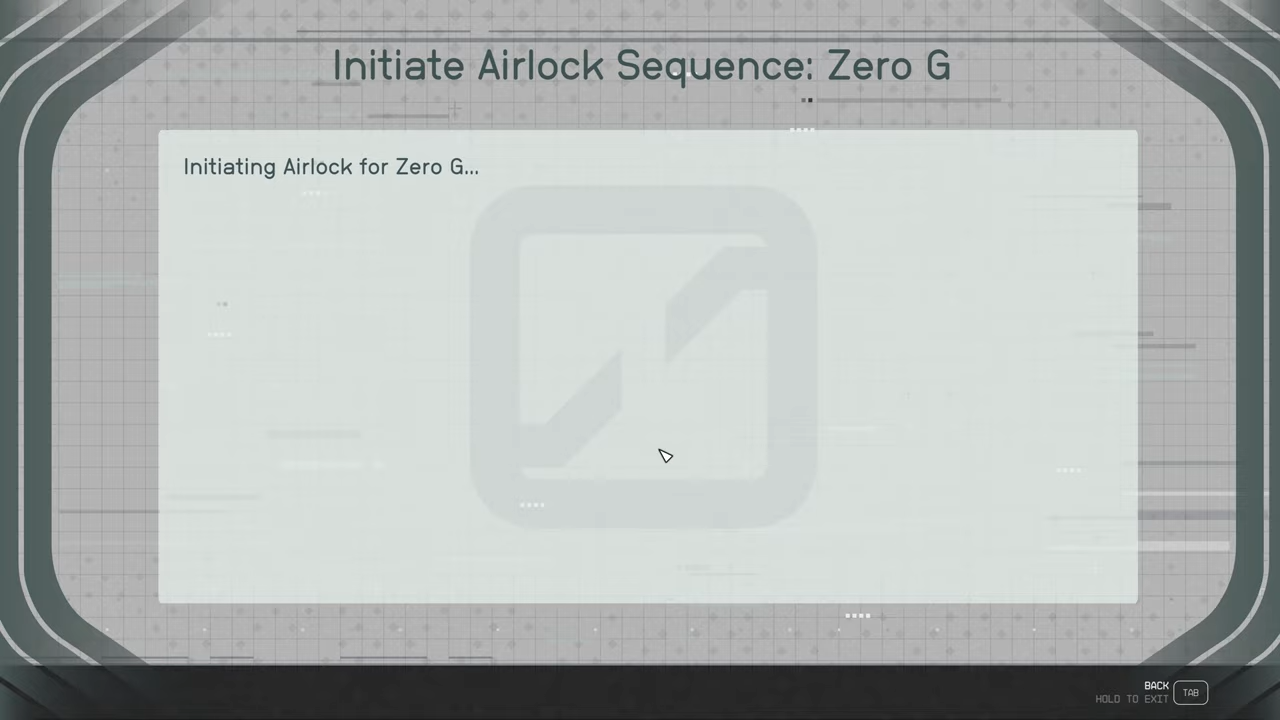 Initiate Airlock Sequence: Zero G
Initiating Airlock for Zero G...
BACK
HOLD TO EXIT
TAB